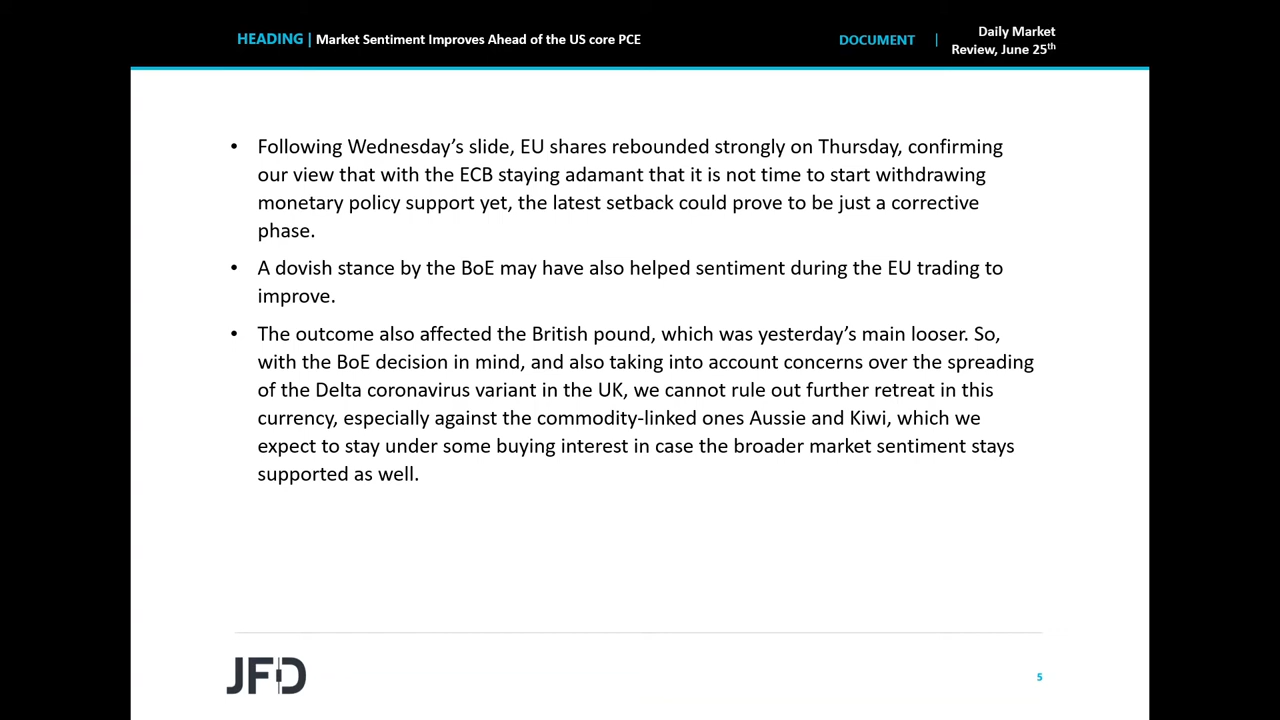 HEADING | Market Sentiment Improves Ahead of the US core PCE
DOCUMENT | Daily Market
Review, June 25th
• Following Wednesday’s slide, EU shares rebounded strongly on Thursday, confirming
our view that with the ECB staying adamant that it is not time to start withdrawing
monetary policy support yet, the latest setback could prove to be just a corrective
phase.
• A dovish stance by the BoE may have also helped sentiment during the EU trading to
improve.
• The outcome also affected the British pound, which was yesterday’s main looser. So,
with the BoE decision in mind, and also taking into account concerns over the spreading
of the Delta coronavirus variant in the UK, we cannot rule out further retreat in this
currency, especially against the commodity-linked ones Aussie and Kiwi, which we
expect to stay under some buying interest in case the broader market sentiment stays
supported as well.
JFD
5